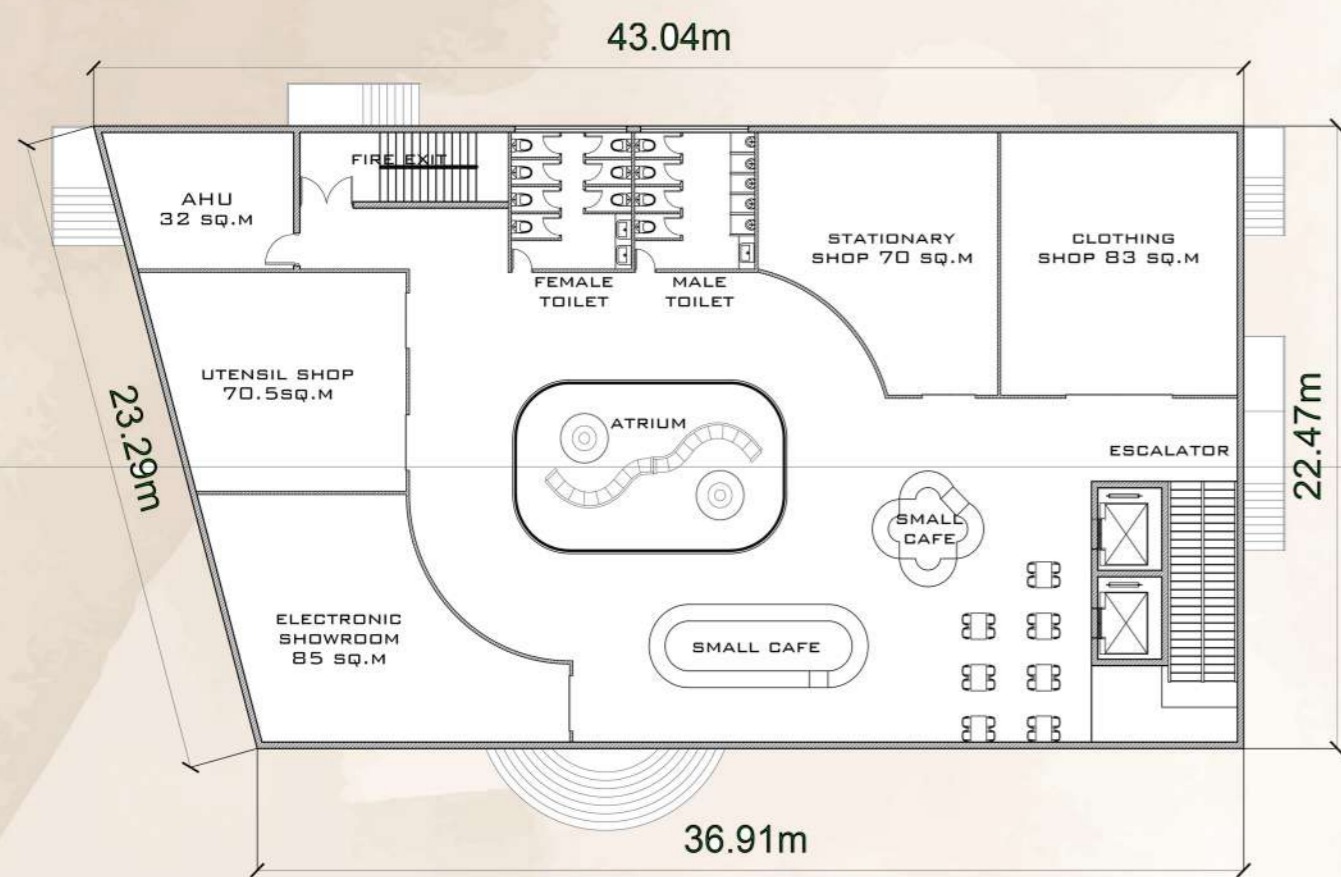 43.04m
FIRE EXIT
AHU
32 SQ.M
STATIONARY
SHOP 70 SQ.M
CLOTHING
SHOP 83 SQ.M
FEMALE
TOILET
MALE
TOILET
UTENSIL SHOP
70.5SQ.M
23.29m
ATRIUM
ESCALATOR
22.47m
SMALL
CAFE
ELECTRONIC
SHOWROOM
85 SQ.M
SMALL CAFE
36.91m